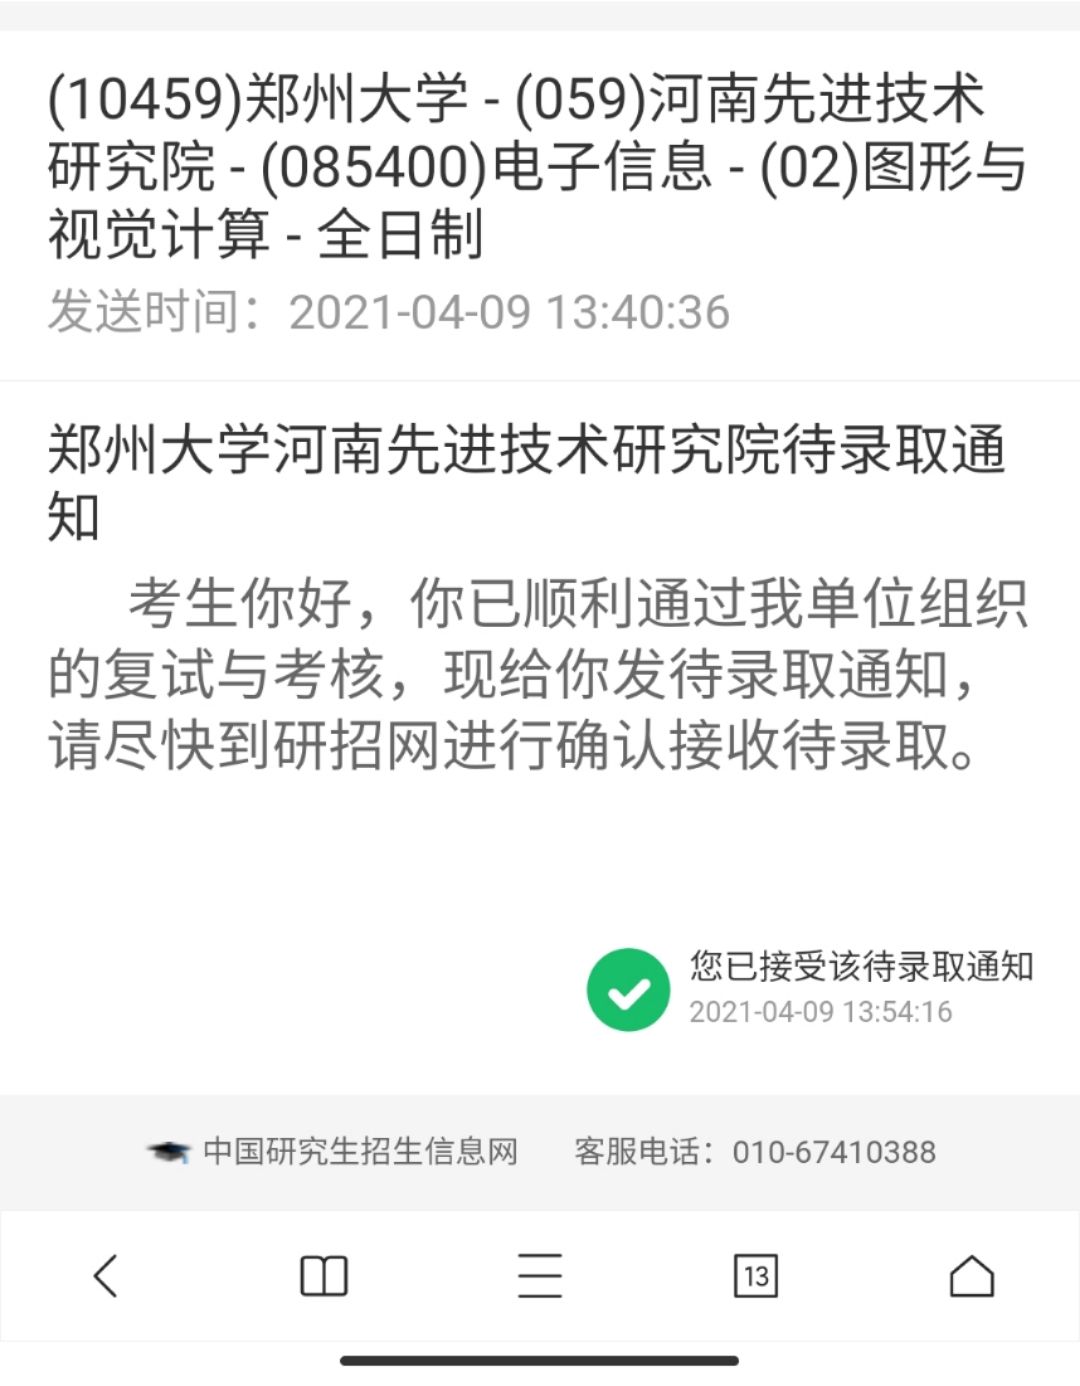 (10459)郑州大学 - (059)河南先进技术
研究院 - (085400)电子信息 - (02)图形与
视觉计算 - 全日制
发送时间：2021-04-09 13:40:36
郑州大学河南先进技术研究院待录取通
知
考生你好，你已顺利通过我单位组织
的复试与考核，现给你发待录取通知，
请尽快到研招网进行确认接收待录取。
您已接受该待录取通知
2021-04-09 13:54:16
中国研究生招生信息网 客服电话：010-67410388
13